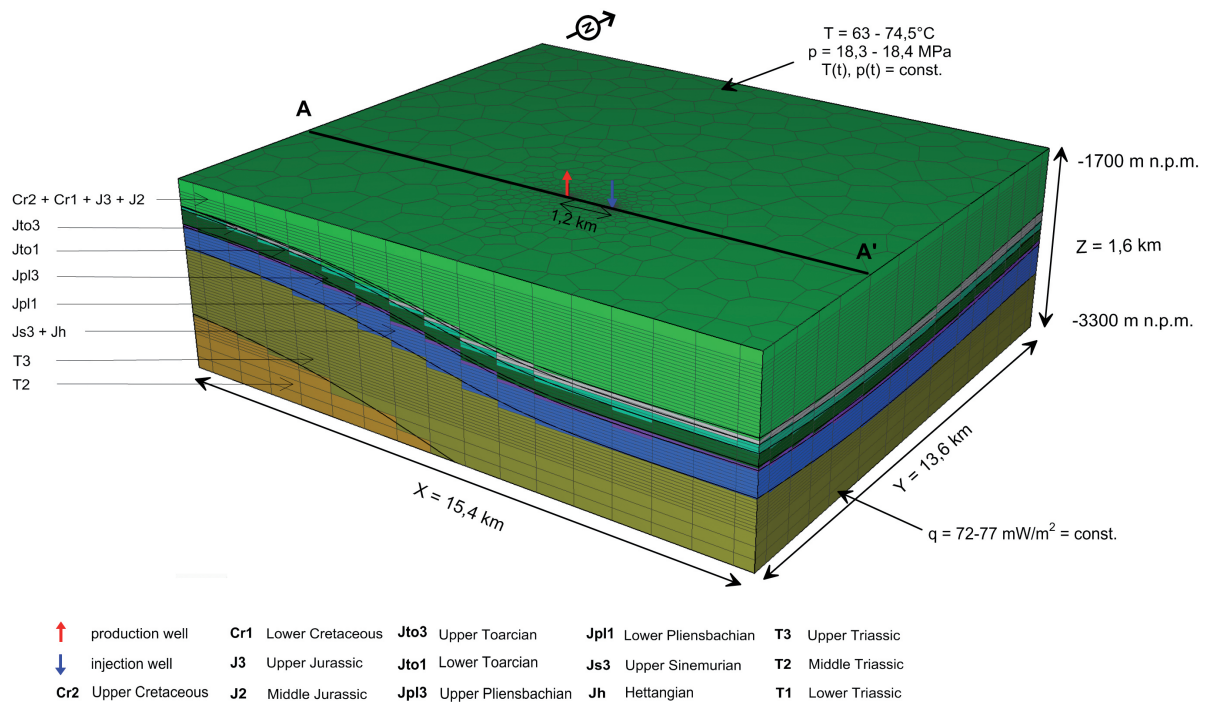 N
T = 63 - 74,5°C
p = 18,3 - 18,4 MPa
T(t), p(t) = const.
A
-1700 m n.p.m.
Cr2 + Cr1 + J3 + J2
Jto3
1,2 km
Jto1
A'
Z = 1,6 km
Jpl3
Jpl1
-3300 m n.p.m.
Js3 + Jh
T3
T2
Y = 13,6 km
X = 15,4 km
q = 72-77 mW/m² = const.
production well Cr1 Lower Cretaceous Jto3 Upper Toarcian Jpl1 Lower Pliensbachian T3 Upper Triassic
injection well J3 Upper Jurassic Jto1 Lower Toarcian Js3 Upper Sinemurian T2 Middle Triassic
Cr2 Upper Cretaceous J2 Middle Jurassic Jpl3 Upper Pliensbachian Jh Hettangian T1 Lower Triassic